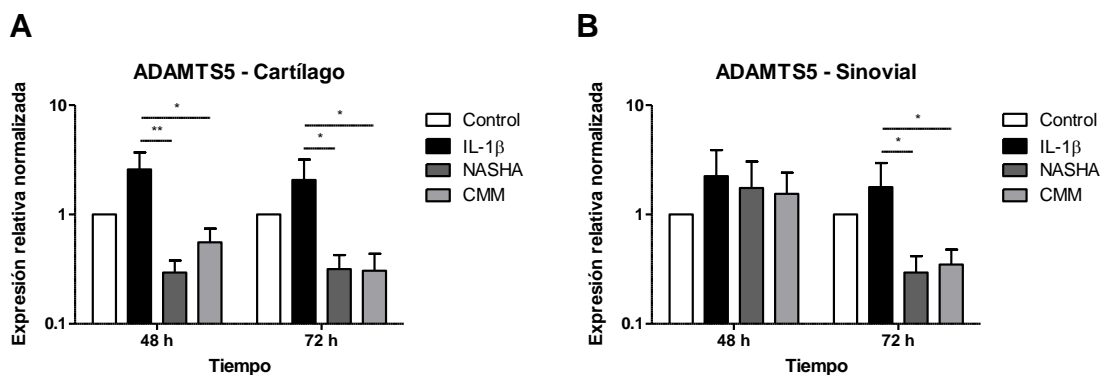 A
ADAMTS5 - Cartílago
Expresión relativa normalizada
10
1
0.1
*
**
*
*
48 h
72 h
Tiempo
Control
IL-1β
NASHA
CMM
B
ADAMTS5 - Sinovial
Expresión relativa normalizada
10
1
0.1
*
*
48 h
72 h
Tiempo
Control
IL-1β
NASHA
CMM